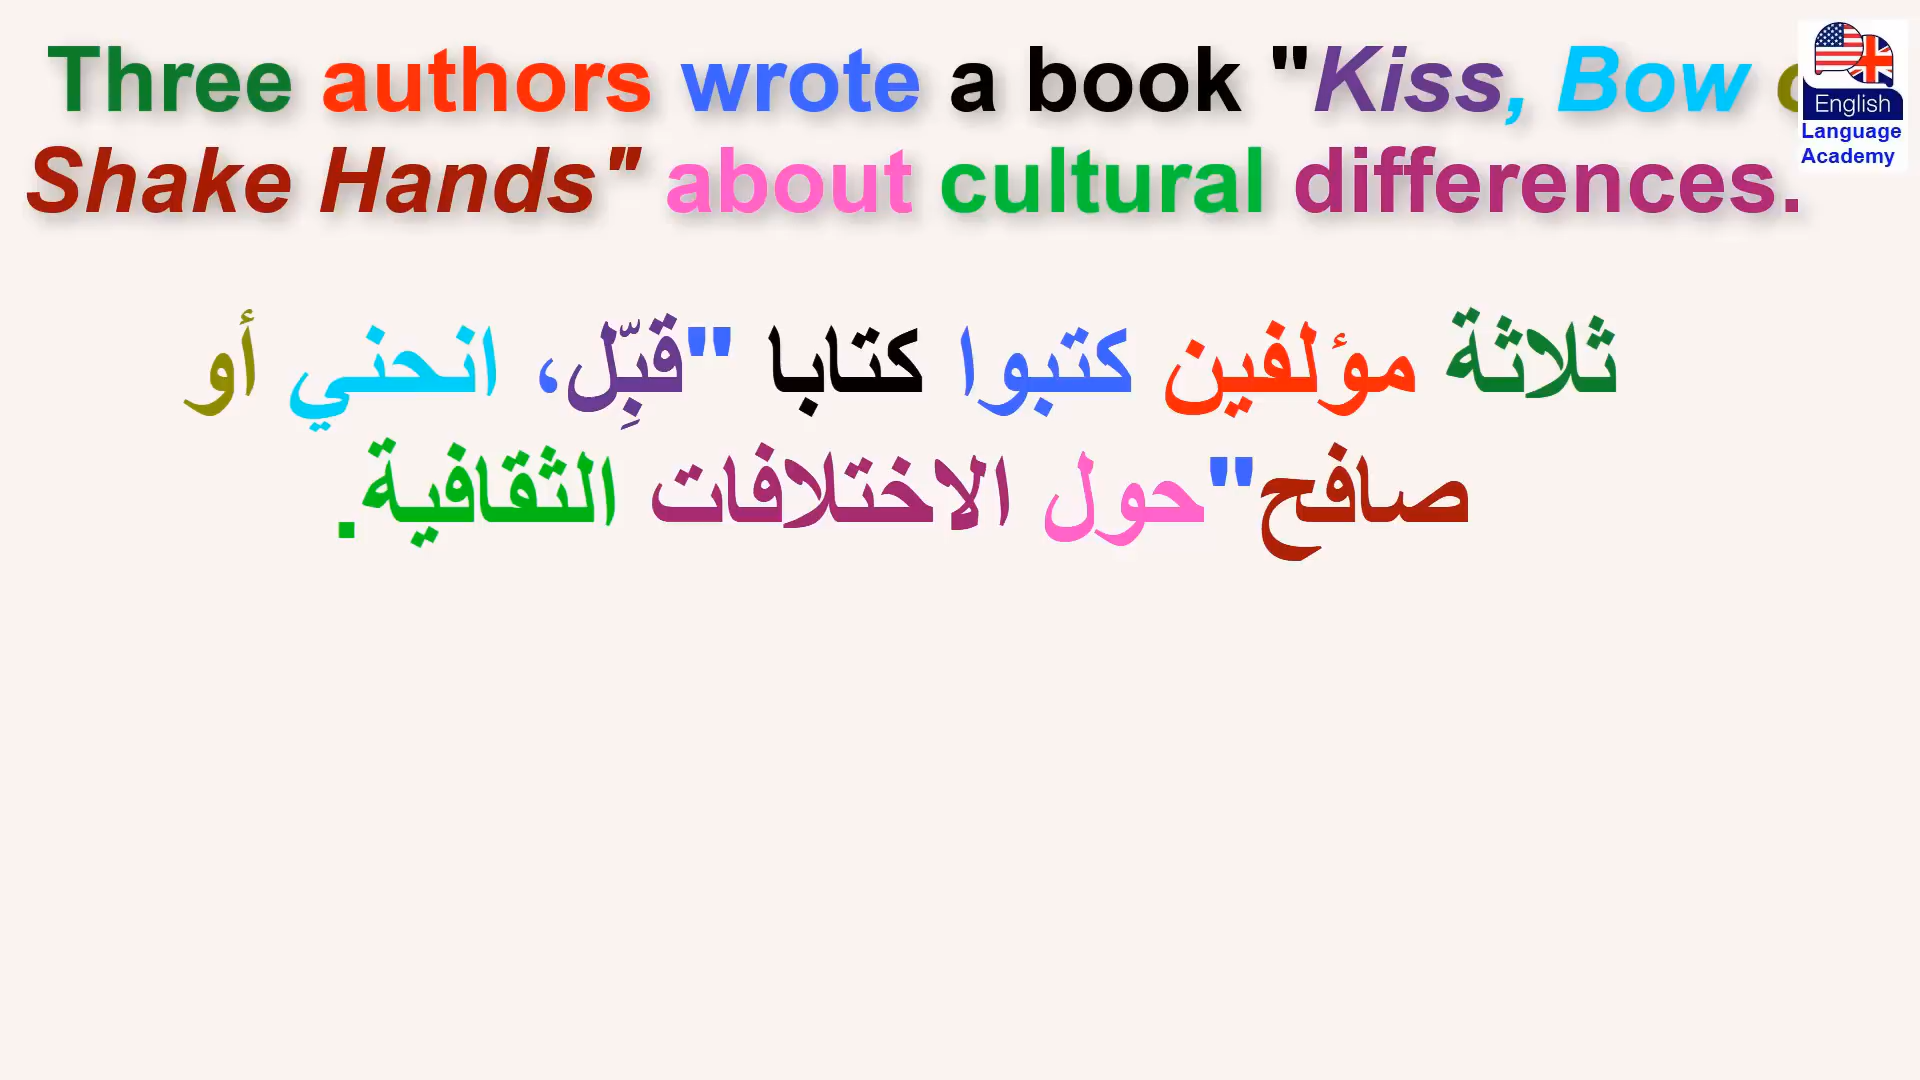 Three authors wrote a book "Kiss, Bow
Shake Hands" about cultural differences.
English
Language
Academy
ثلاثة مؤلفين كتبوا كتابا "قبِّل، انحني أو
صافح"حول الاختلافات الثقافية.